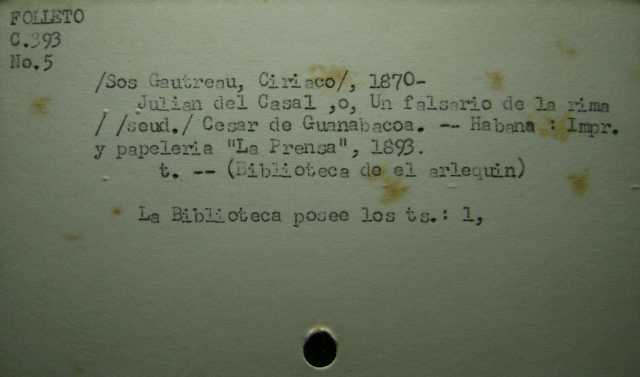 FOLLETO
C.393
No.5
/Sos Gautreau, Ciriaco/, 1870-
Julian del Casal ,o, Un falsario de la rima
/ /seud./ Cesar de Guanabacoa. -- Habana : Impr.
y papeleria "La Prensa", 1893.
t. -- (Biblioteca de el arlequin)
La Biblioteca posee los ts.: 1,